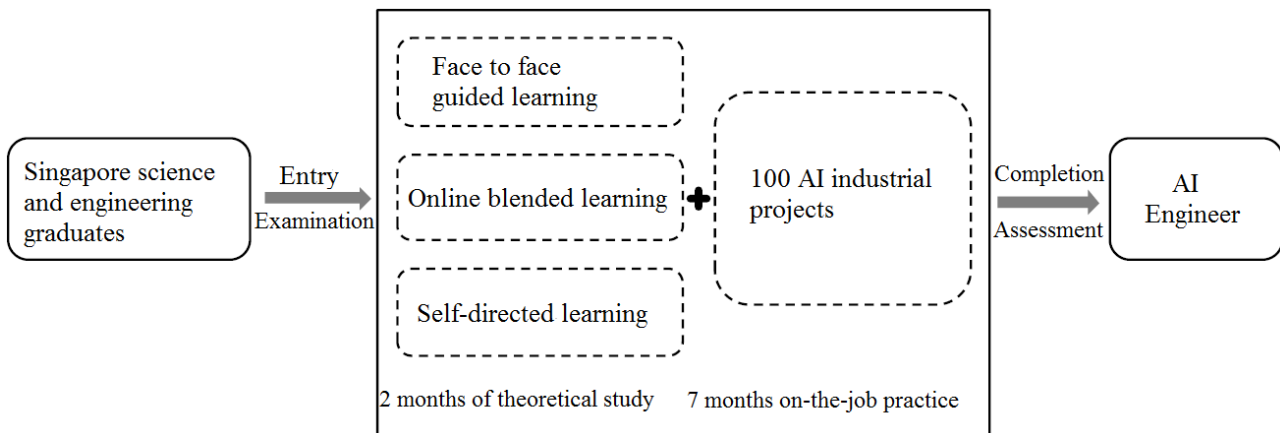 Singapore science
and engineering
graduates
Entry
Examination
Face to face
guided learning
Online blended learning
Self-directed learning
2 months of theoretical study
100 AI industrial
projects
7 months on-the-job practice
Completion
Assessment
AI
Engineer